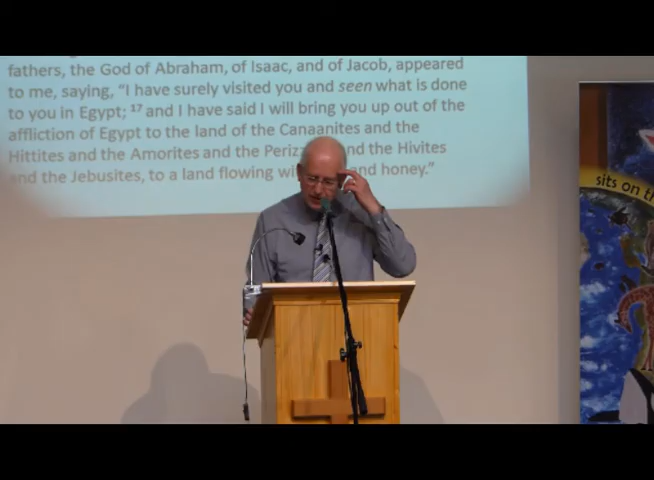 fathers, the God of Abraham, of Isaac, and of Jacob, appeared
to me, saying, “I have surely visited you and seen what is done
to you in Egypt; 17 and I have said I will bring you up out of the
affliction of Egypt to the land of the Canaanites and the
Hittites and the Amorites and the and the Hivites
and the Jebusites, to a land flowing and honey.”
sits on